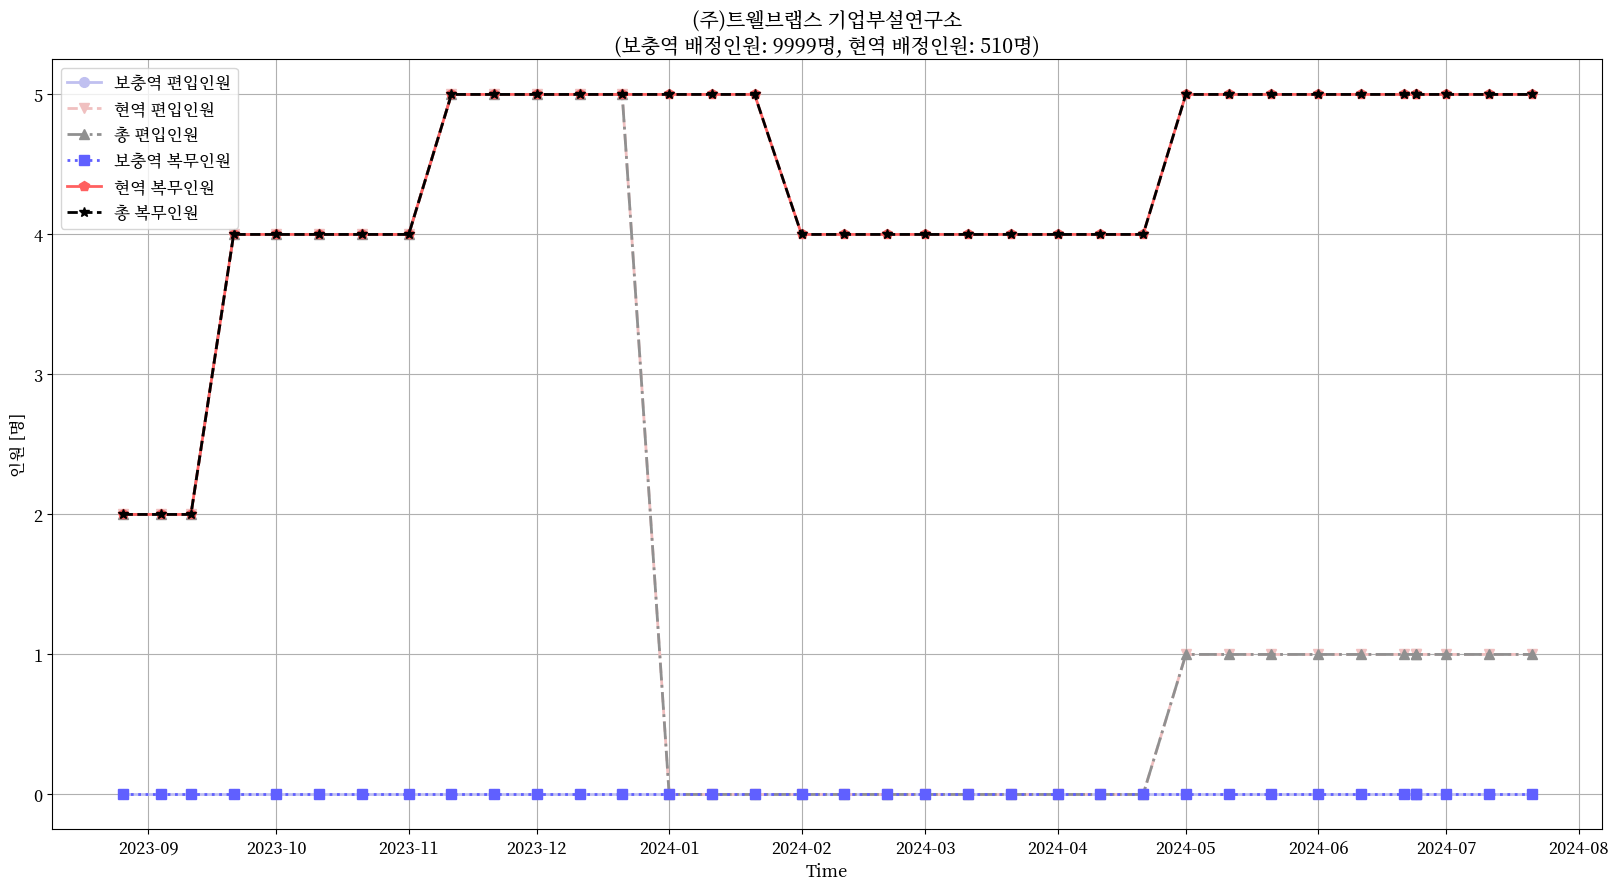 (주)트웰브랩스 기업부설연구소
(보충역 배정인원: 9999명, 현역 배정인원: 510명)
보충역 편입인원
현역 편입인원
총 편입인원
보충역 복무인원
현역 복무인원
총 복무인원
인원 [명]
5
4
3
2
1
0
2023-09
2023-10
2023-11
2023-12
2024-01
2024-02
2024-03
2024-04
2024-05
2024-06
2024-07
2024-08
Time